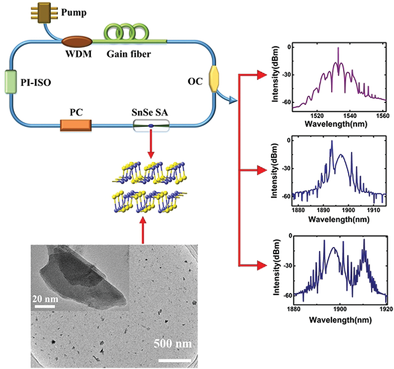 Pump
WDM
Gain fiber
PI-ISO
OC
PC
SnSe SA
20 nm
500 nm
Intensity(dBm)
0
-30
-60
1520
1540
1560
Wavelength(nm)
Intensity(dBm)
0
-30
-60
1880
1890
1900
1910
Wavelength(nm)
Intensity(dBm)
0
-20
-40
-60
1880
1900
1920
Wavelength(nm)